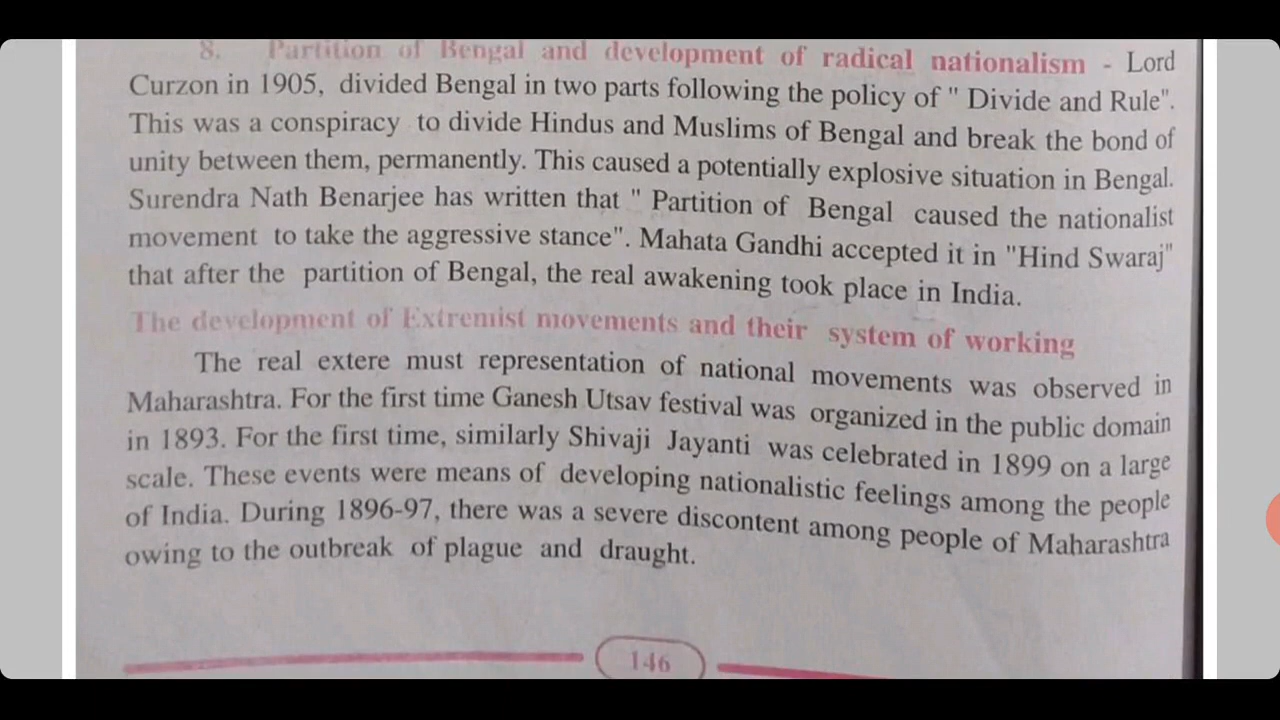 8. Partition of Bengal and development of radical nationalism - Lord
Curzon in 1905, divided Bengal in two parts following the policy of " Divide and Rule".
This was a conspiracy to divide Hindus and Muslims of Bengal and break the bond of
unity between them, permanently. This caused a potentially explosive situation in Bengal.
Surendra Nath Benarjee has written that " Partition of Bengal caused the nationalist
movement to take the aggressive stance". Mahata Gandhi accepted it in "Hind Swaraj"
that after the partition of Bengal, the real awakening took place in India.
The development of Extremist movements and their system of working
The real extere must representation of national movements was observed in
Maharashtra. For the first time Ganesh Utsav festival was organized in the public domain
in 1893. For the first time, similarly Shivaji Jayanti was celebrated in 1899 on a large
scale. These events were means of developing nationalistic feelings among the people
of India. During 1896-97, there was a severe discontent among people of Maharashtra
owing to the outbreak of plague and draught.
146